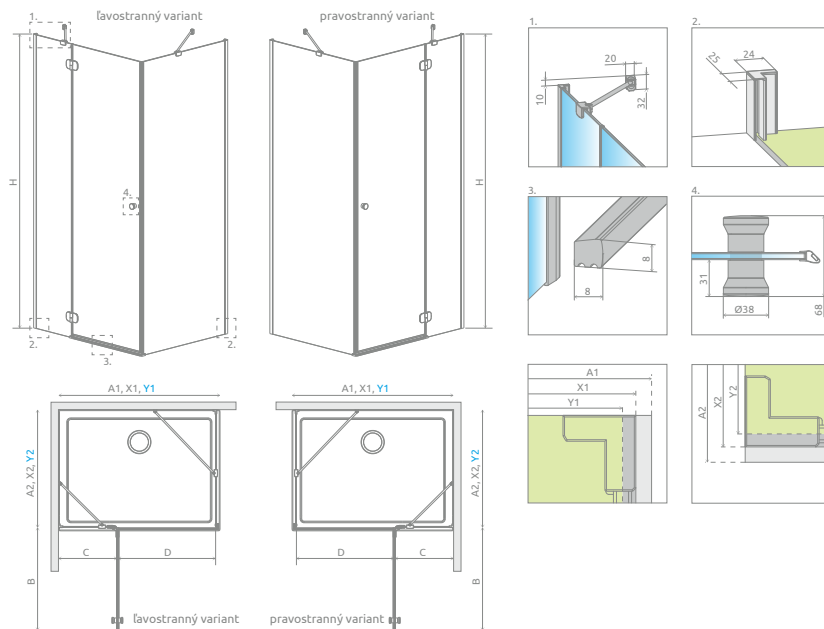 1.
ľavostranný variant
pravostranný variant
H
H
4.
2.
3.
2.
1.
20
10
32
2.
25
24
3.
8
8
4.
31
Ø38
68
A1, X1, Y1
A2, X2, Y2
C
D
B
ľavostranný variant
A1, X1, Y1
A2, X2, Y2
D
C
B
pravostranný variant
A1
X1
Y1
A2
X2
Y2